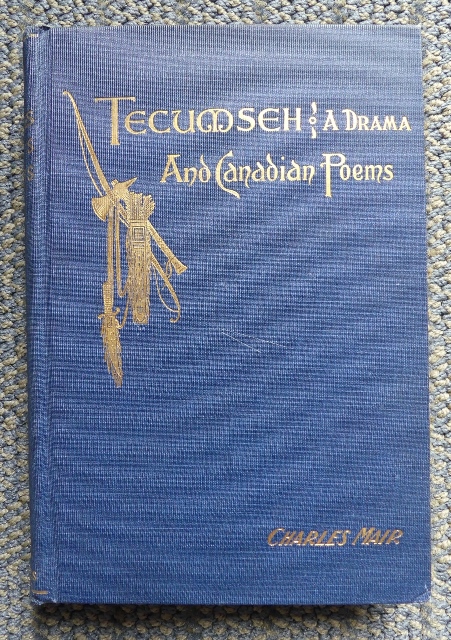 TECUMSEH : A DRAMA
And Canadian Poems
CHARLES MAIR